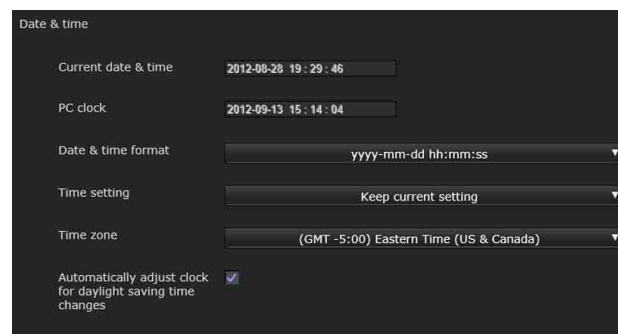 Date & time
Current date & time
2012-08-28 19 : 29 : 46
PC clock
2012-09-13 15 : 14 : 04
Date & time format
yyyy-mm-dd hh:mm:ss
Time setting
Keep current setting
Time zone
(GMT -5:00) Eastern Time (US & Canada)
Automatically adjust clock
for daylight saving time
changes